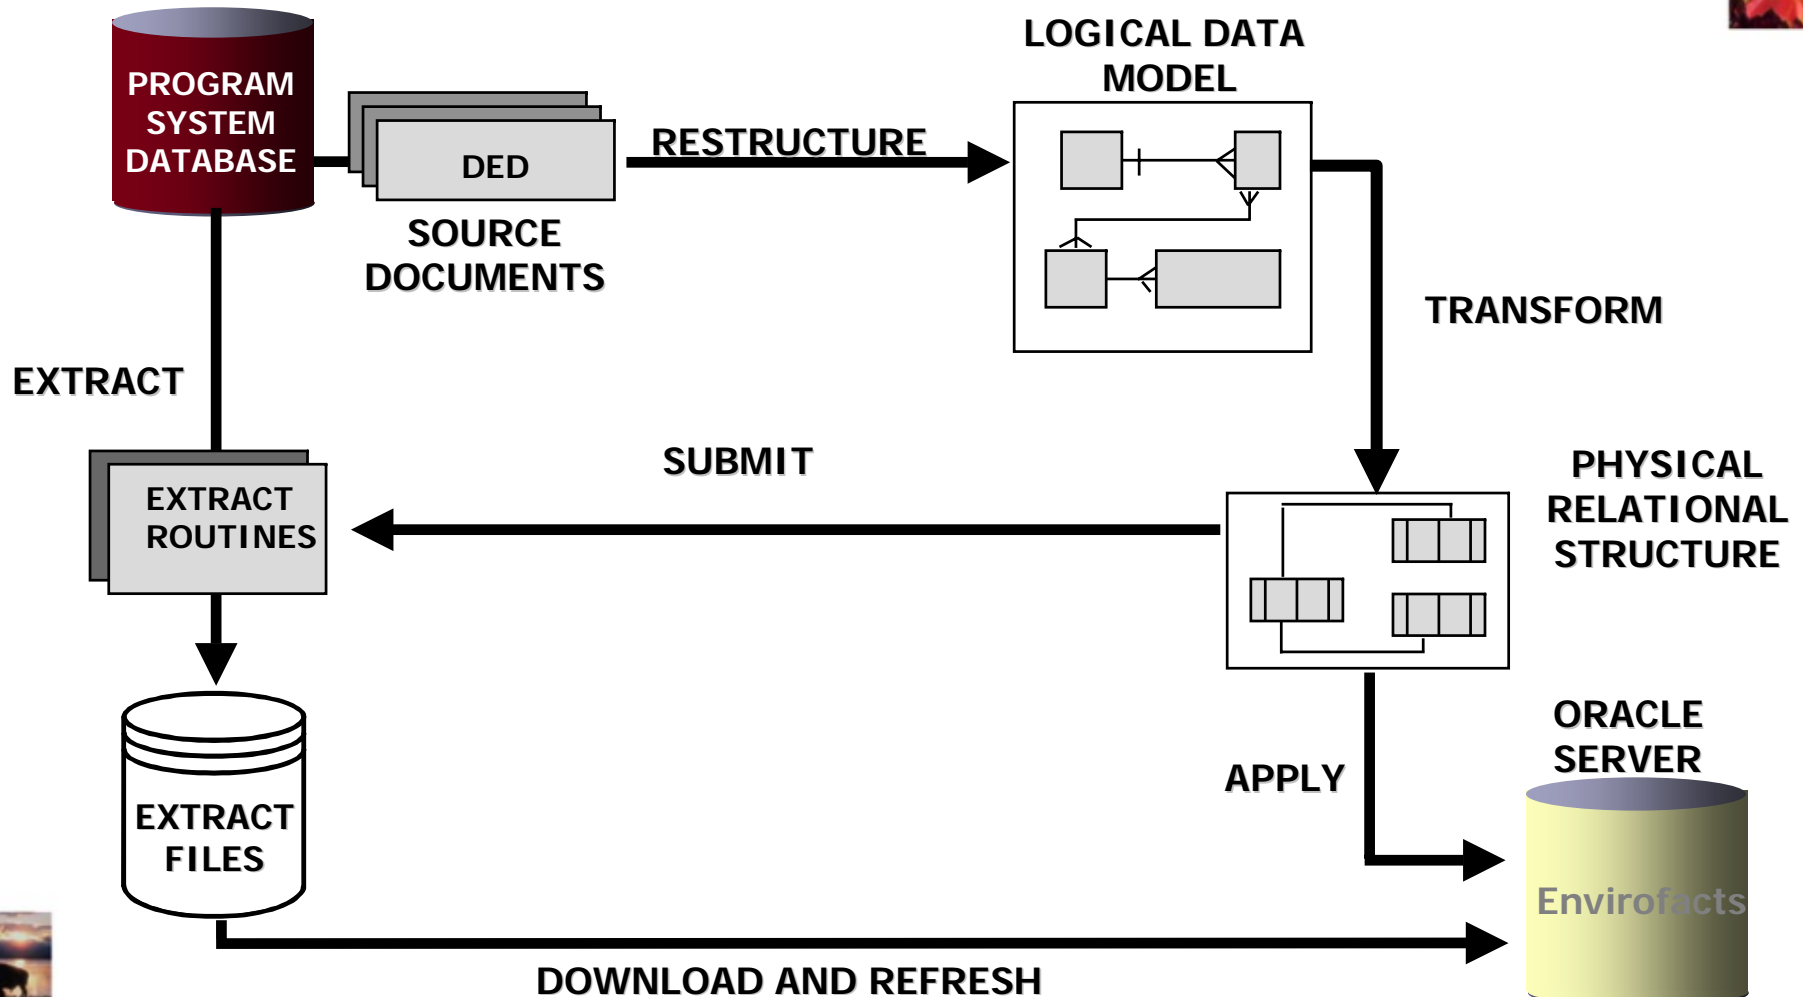 LOGICAL DATA
MODEL
PROGRAM
SYSTEM
DATABASE
DED
RESTRUCTURE
SOURCE
DOCUMENTS
TRANSFORM
EXTRACT
SUBMIT
PHYSICAL
RELATIONAL
STRUCTURE
EXTRACT
ROUTINES
ORACLE
SERVER
APPLY
EXTRACT
FILES
Envirofacts
DOWNLOAD AND REFRESH